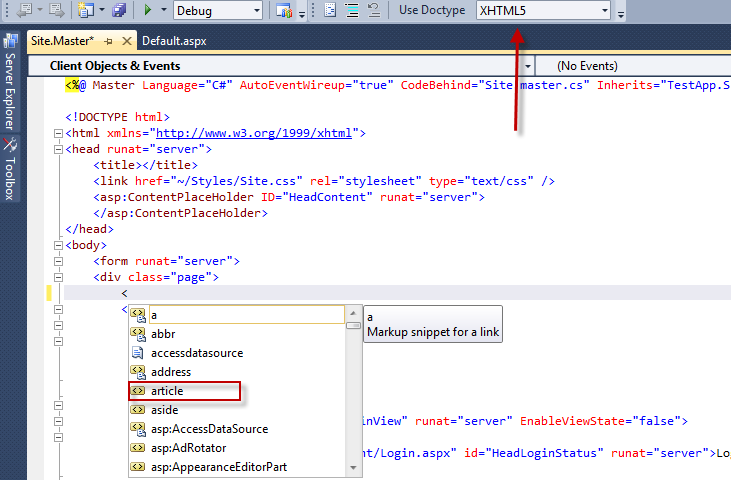 Debug
Use Doctype
XHTML5
Site.Master*
Default.aspx
Server Explorer
Toolbox
Client Objects & Events
(No Events)
<%@ Master Language="C#" AutoEventWireup="true" CodeBehind="Site.master.cs" Inherits="TestApp.S
<!DOCTYPE html>
<html xmlns="http://www.w3.org/1999/xhtml">
<head runat="server">
<title></title>
<link href="~/Styles/Site.css" rel="stylesheet" type="text/css" />
<asp:ContentPlaceHolder ID="HeadContent" runat="server">
</asp:ContentPlaceHolder>
</head>
<body>
<form runat="server">
<div class="page">
<
<
a
abbr
accessdatasource
address
article
aside
asp:AccessDataSource
asp:AdRotator
asp:AppearanceEditorPart
a
Markup snippet for a link
inView" runat="server" EnableViewState="false">
nt/Login.aspx" id="HeadLoginStatus" runat="server">Lo